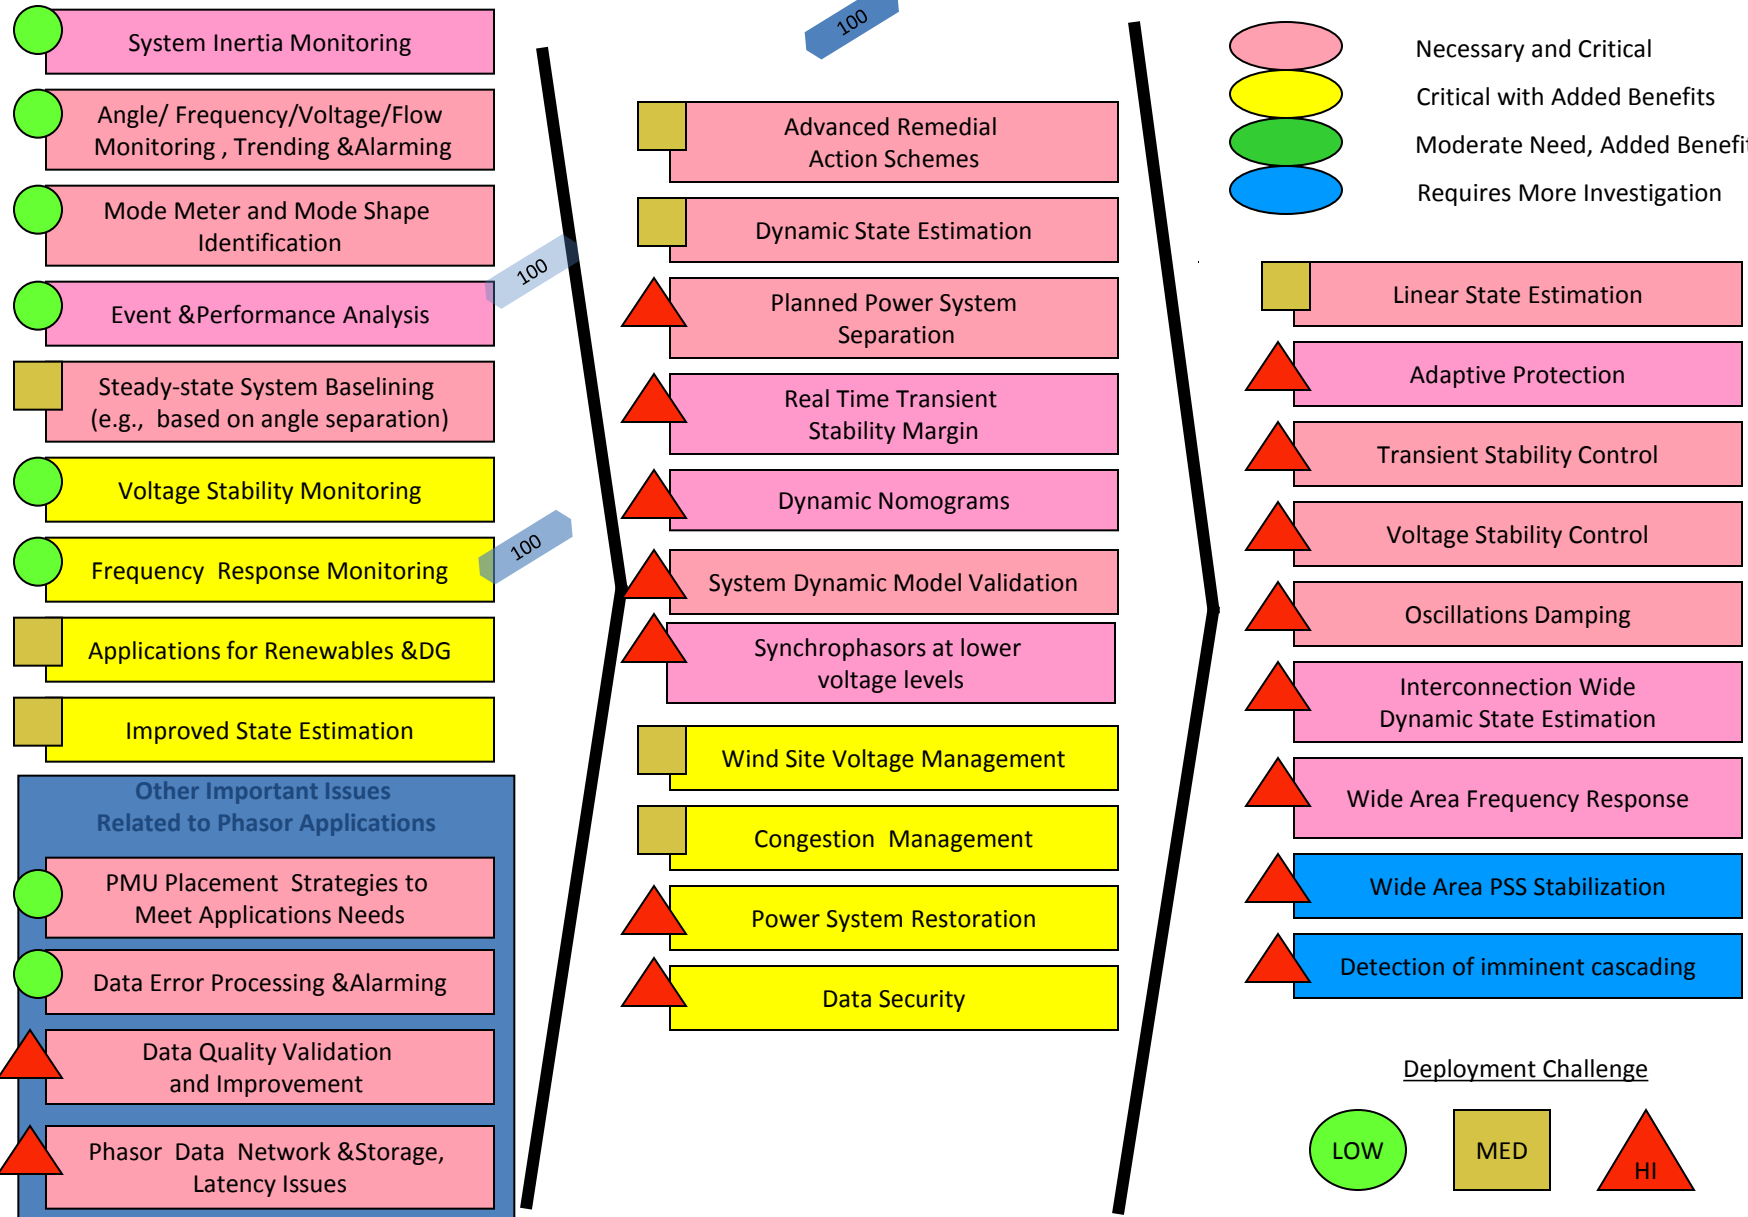 System Inertia Monitoring
Angle/ Frequency/Voltage/Flow
Monitoring , Trending &Alarming
Mode Meter and Mode Shape
Identification
Event &Performance Analysis
Steady-state System Baselining
(e.g., based on angle separation)
Voltage Stability Monitoring
Frequency Response Monitoring
Applications for Renewables &DG
Improved State Estimation
Other Important Issues
Related to Phasor Applications
PMU Placement Strategies to
Meet Applications Needs
Data Error Processing &Alarming
Data Quality Validation
and Improvement
Phasor Data Network &Storage,
Latency Issues
100
100
100
Advanced Remedial
Action Schemes
Dynamic State Estimation
Planned Power System
Separation
Real Time Transient
Stability Margin
Dynamic Nomograms
System Dynamic Model Validation
Synchrophasors at lower
voltage levels
Wind Site Voltage Management
Congestion Management
Power System Restoration
Data Security
Necessary and Critical
Critical with Added Benefits
Moderate Need, Added Benefit
Requires More Investigation
Linear State Estimation
Adaptive Protection
Transient Stability Control
Voltage Stability Control
Oscillations Damping
Interconnection Wide
Dynamic State Estimation
Wide Area Frequency Response
Wide Area PSS Stabilization
Detection of imminent cascading
Deployment Challenge
LOW
MED
HI